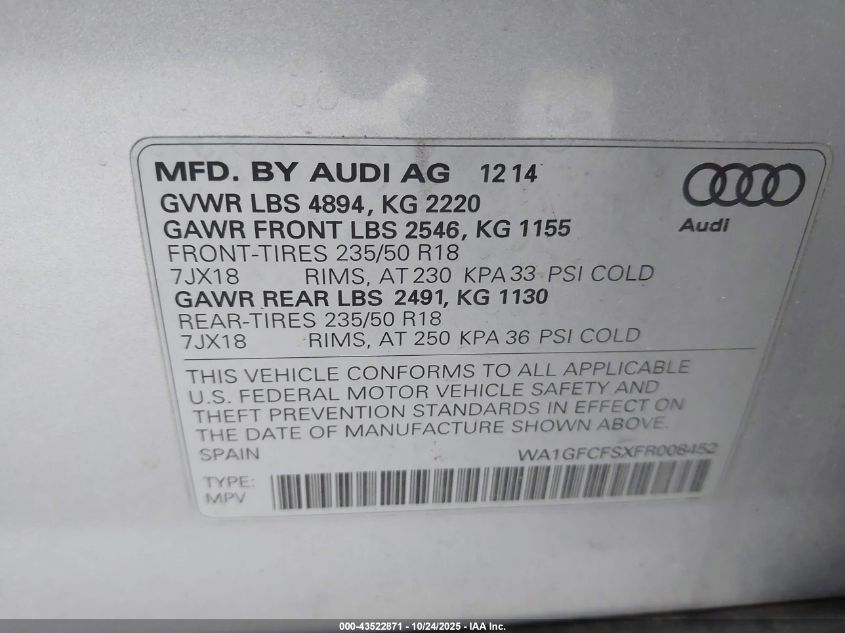 MFD. BY AUDI AG 12 14
GVWR LBS 4894, KG 2220
GAWR FRONT LBS 2546, KG 1155
FRONT-TIRES 235/50 R18
7JX18 RIMS, AT 230 KPA 33 PSI COLD
GAWR REAR LBS 2491, KG 1130
REAR-TIRES 235/50 R18
7JX18 RIMS, AT 250 KPA 36 PSI COLD
Audi
THIS VEHICLE CONFORMS TO ALL APPLICABLE
U.S. FEDERAL MOTOR VEHICLE SAFETY AND
THEFT PREVENTION STANDARDS IN EFFECT ON
THE DATE OF MANUFACTURE SHOWN ABOVE.
SPAIN WA1GFCFSXFR008452
TYPE:
MPV
000-43522871 - 10/24/2025 - IAA Inc.